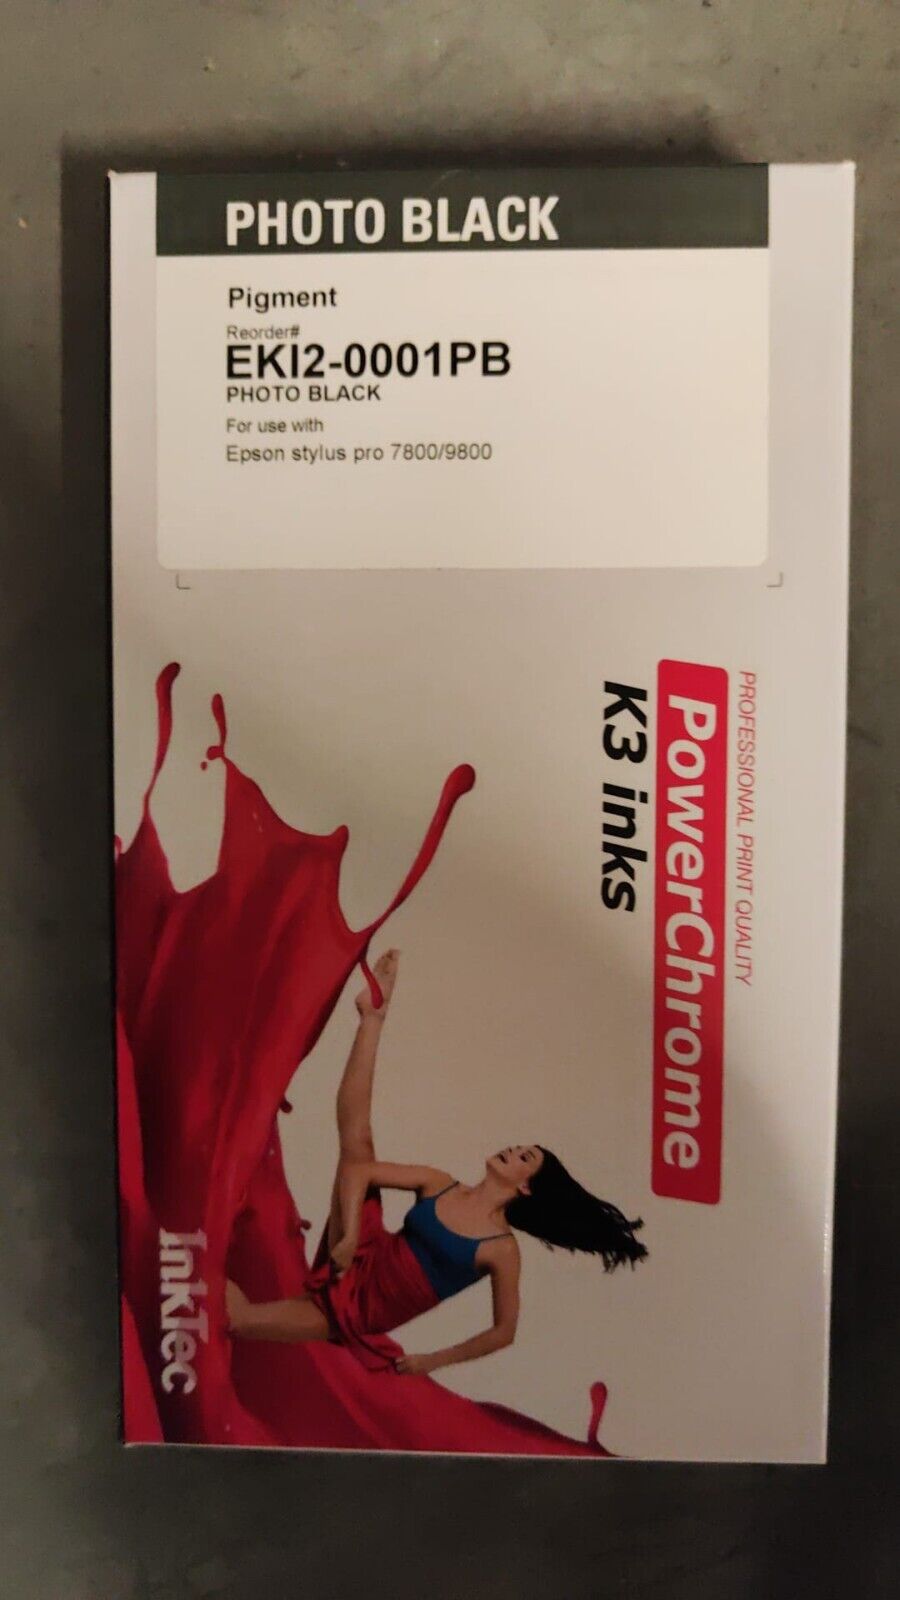 PHOTO BLACK
Pigment
Reorder#
EKI2-0001PB
PHOTO BLACK
For use with
Epson stylus pro 7800/9800
PROFESSIONAL PRINT QUALITY
PowerChrome
K3 inks
InkTec